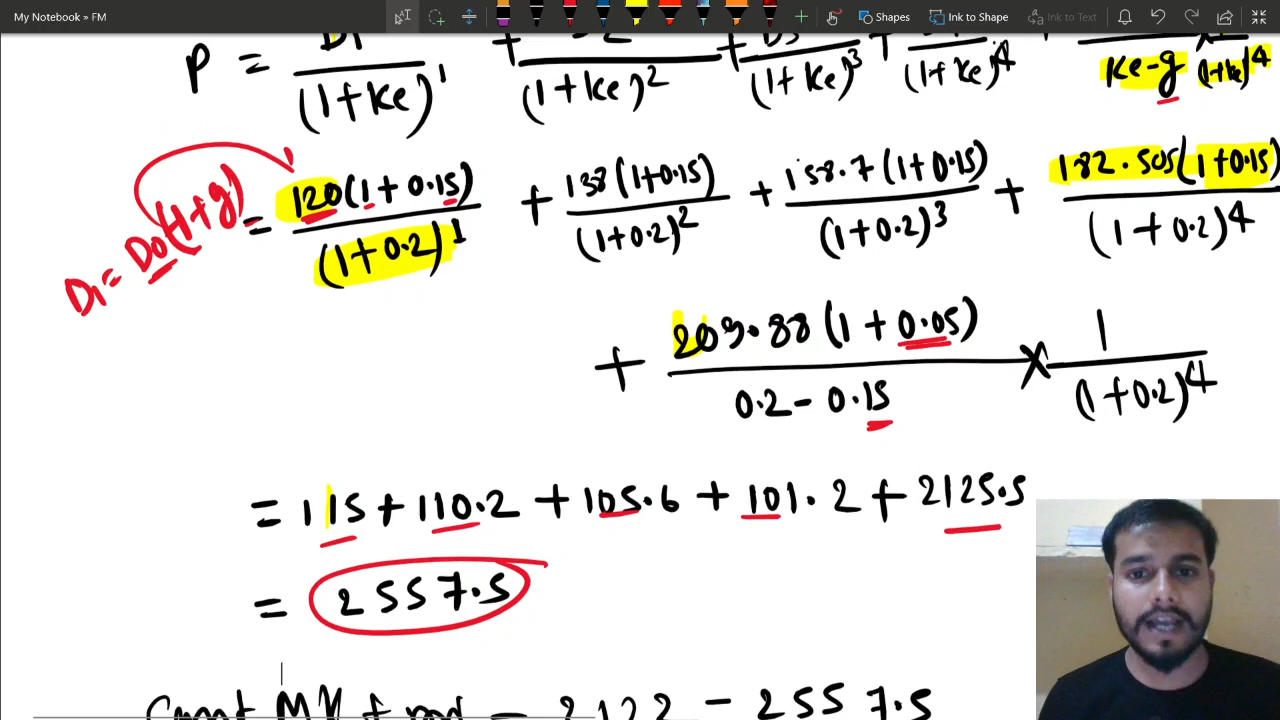 My Notebook » FM
Shapes Ink to Shape Ink to Text
P = D1/(1+Ke)^1 + /(1+Ke)^2 + D3/(1+Ke)^3 + /(1+Ke)^4 + /Ke-g × /(1+Ke)^4
D1 = D0(1+g)
= 120(1+0.15)/(1+0.2)^1 + 138(1+0.15)/(1+0.2)^2 + 158.7(1+0.15)/(1+0.2)^3 + 182.505(1+0.15)/(1+0.2)^4
+ 209.88(1+0.05)/0.2-0.15 × 1/(1+0.2)^4
= 115 + 110.2 + 105.6 + 101.2 + 2125.5
= 2557.5
= 2122 - 2557.5